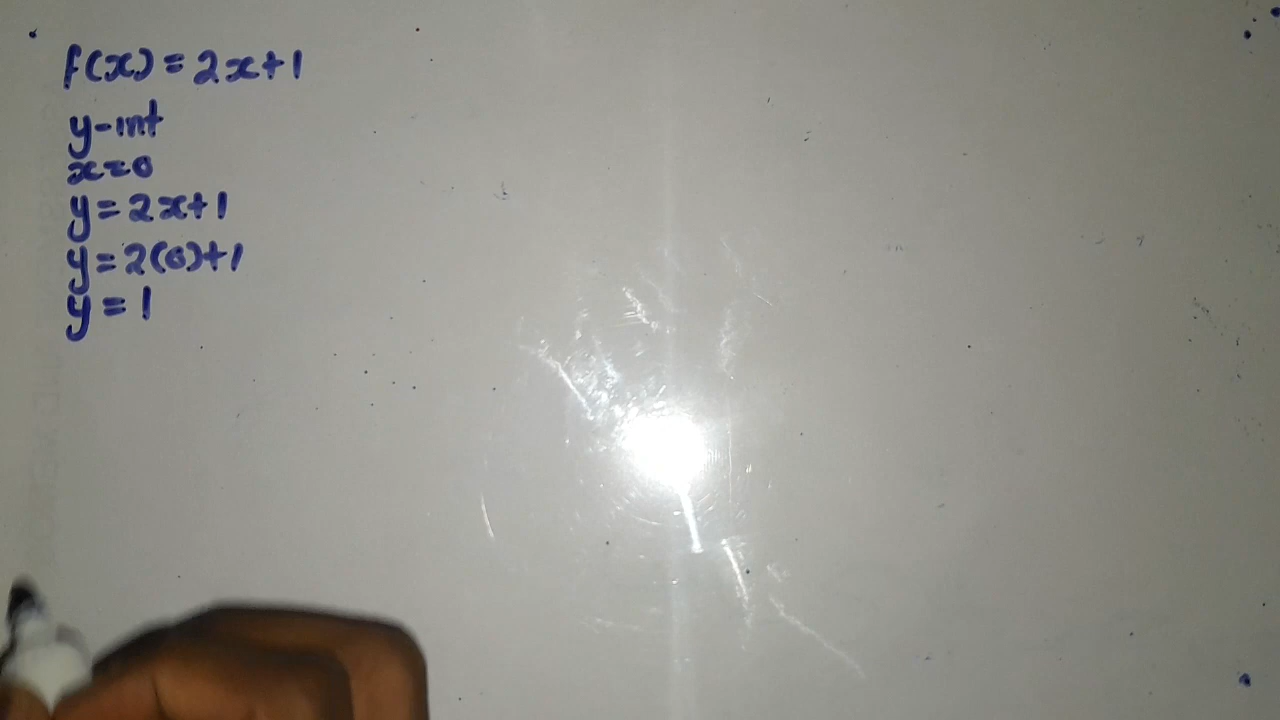 f(x) = 2x+1
y-int
x=0
y=2x+1
y=2(0)+1
y=1